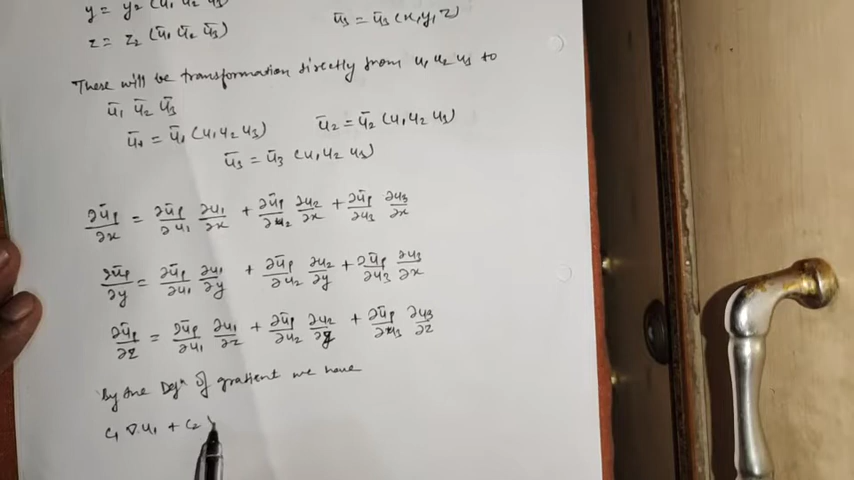 y = y₂ (ū₁ ū₂ ū₃)
z = z₂ (ū₁ ū₂ ū₃)
ū₃ = ū₃ (x, y, z)
These will be transformation directly from u₁ u₂ u₃ to
ū₁ ū₂ ū₃
ū₁ = ū₁ (u₁ u₂ u₃) ū₂ = ū₂ (u₁ u₂ u₃)
ū₃ = ū₃ (u₁ u₂ u₃)
∂ūp/∂x = ∂ūp/∂u₁ ∂u₁/∂x + ∂ūp/∂u₂ ∂u₂/∂x + ∂ūp/∂u₃ ∂u₃/∂x
∂ūp/∂y = ∂ūp/∂u₁ ∂u₁/∂y + ∂ūp/∂u₂ ∂u₂/∂y + ∂ūp/∂u₃ ∂u₃/∂x
∂ūp/∂z = ∂ūp/∂u₁ ∂u₁/∂z + ∂ūp/∂u₂ ∂u₂/∂z + ∂ūp/∂u₃ ∂u₃/∂z
By the Defⁿ of gradient we have
c₁ ∇u₁ + c₂